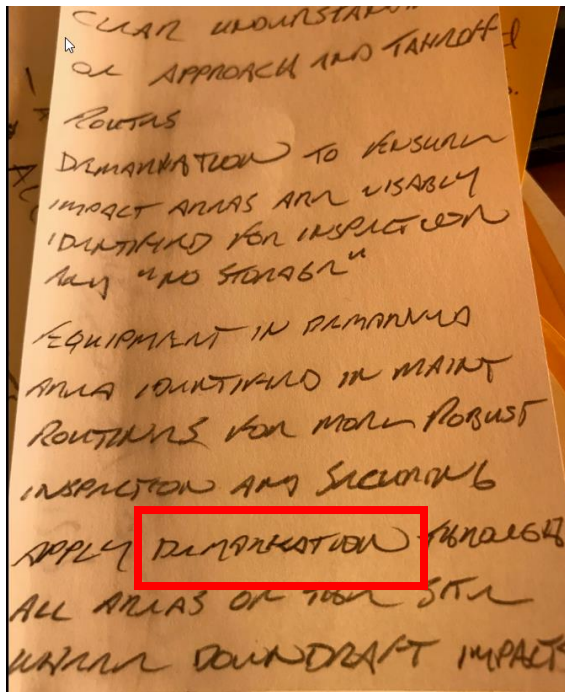 CLEAR UNDERSTANDIN
OF APPROACH AND TAKEOFF
ROUTES
DEMARKATION TO ENSURE
IMPACT AREAS ARE VISABLY
IDENTIFIED FOR INSPECTION
AND "NO STORAGE"
EQUIPMENT IN DEMARKED
AREA IDENTIFIED IN MAINT
ROUTINES FOR MORE ROBUST
INSPECTION AND SECURING
APPLY DEMARKATION THROUGH
ALL AREAS OF THE SITE
WHERE DOWNDRAFT IMPACTS